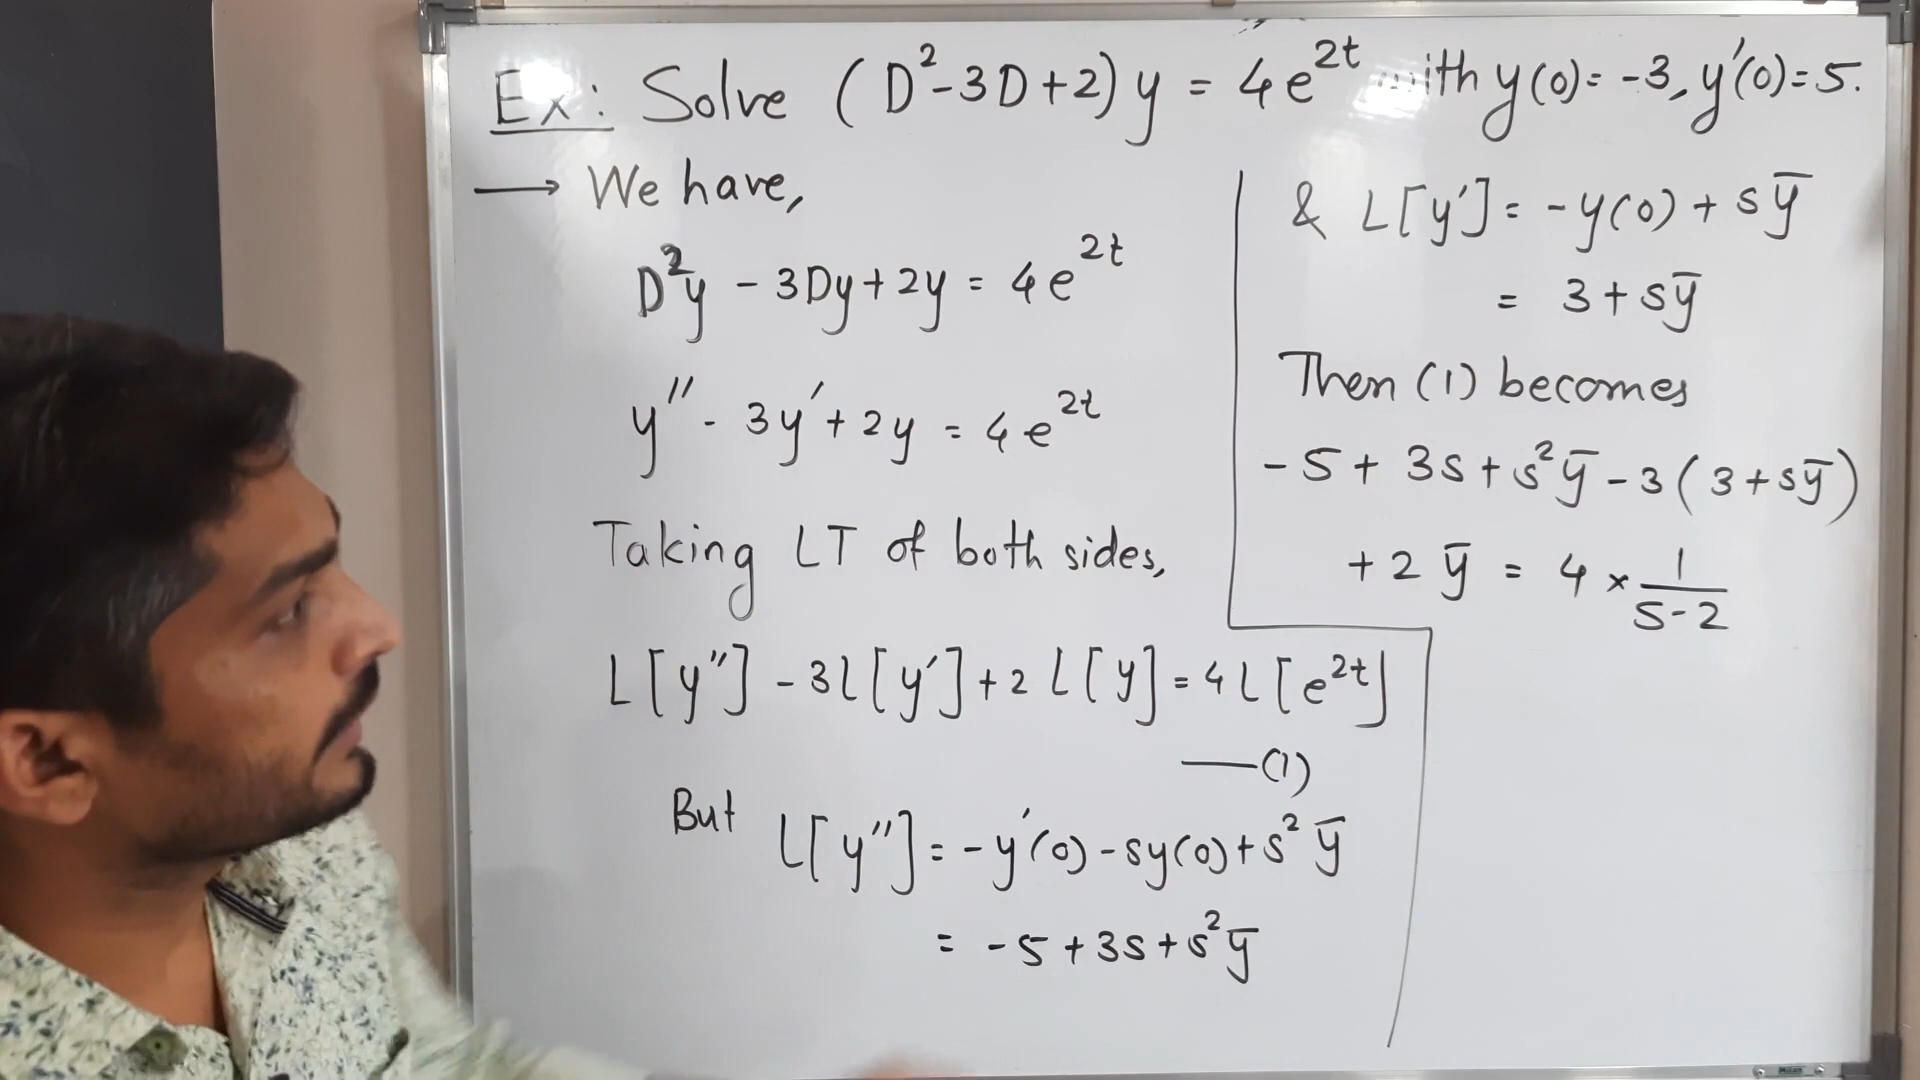 Ex: Solve (D²-3D+2)y = 4e^{2t} with y(0)= -3, y'(0)=5.
→ We have,
D²y - 3Dy+2y = 4e^{2t}
y'' - 3y'+2y = 4e^{2t}
Taking LT of both sides,
L[y''] -3L[y']+2L[y]=4L[e^{2t}]
—(1)
But L[y'']= -y'(0)-sy(0)+s²ȳ
= -5+3s+s²ȳ
& L[y']= -y(0)+sȳ
= 3+sȳ
Then (1) becomes
-5+3s+s²ȳ-3(3+sȳ)
+2ȳ = 4×\frac{1}{s-2}